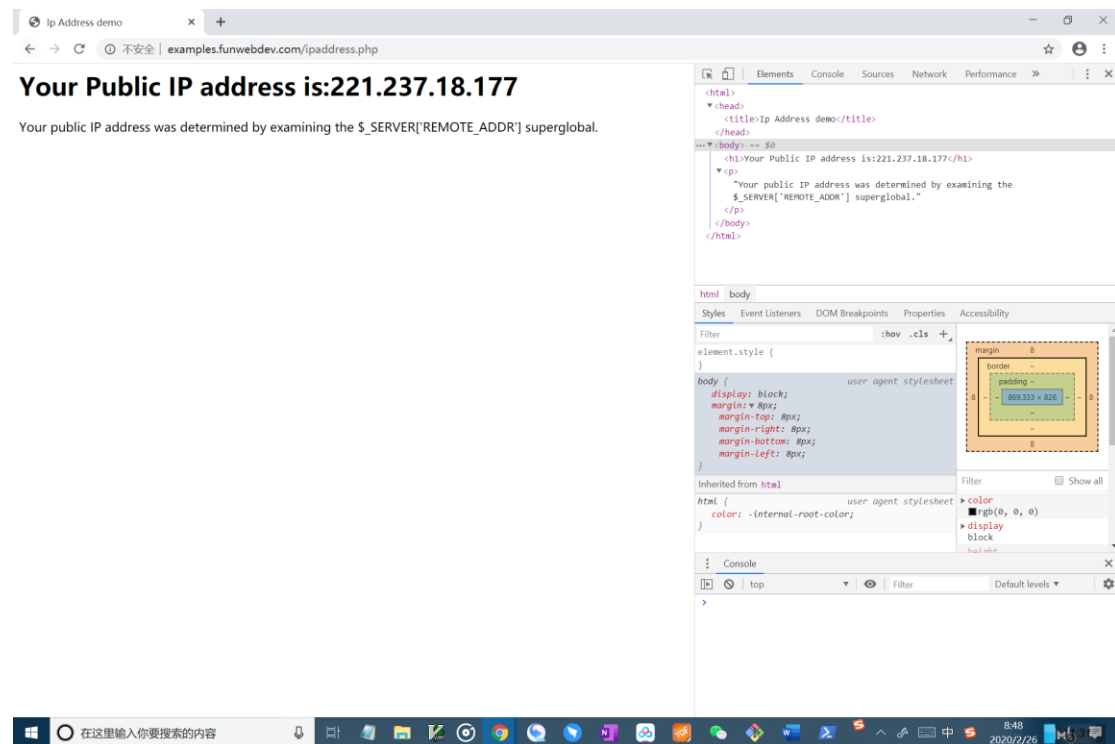 Ip Address demo
不安全 | examples.funwebdev.com/ipaddress.php
Your Public IP address is:221.237.18.177
Your public IP address was determined by examining the $_SERVER['REMOTE_ADDR'] superglobal.
Elements Console Sources Network Performance »
<html>
▼<head>
<title>Ip Address demo</title>
</head>
...▼<body> == $0
<h1>Your Public IP address is:221.237.18.177</h1>
▼<p>
"Your public IP address was determined by examining the
$_SERVER['REMOTE_ADDR'] superglobal."
</p>
</body>
</html>
html body
Styles Event Listeners DOM Breakpoints Properties Accessibility
Filter :hov .cls +
element.style {
}
body { user agent stylesheet
display: block;
margin:▼8px;
margin-top: 8px;
margin-right: 8px;
margin-bottom: 8px;
margin-left: 8px;
}
Inherited from html
html { user agent stylesheet
color: -internal-root-color;
}
margin 8
border –
padding –
8 – – 869.333 × 826 – – 8
–
–
8
Filter Show all
color
rgb(0, 0, 0)
display
block
height
Console
top Filter Default levels ▼
在这里输入你要搜索的内容
中
8:48
2020/2/26